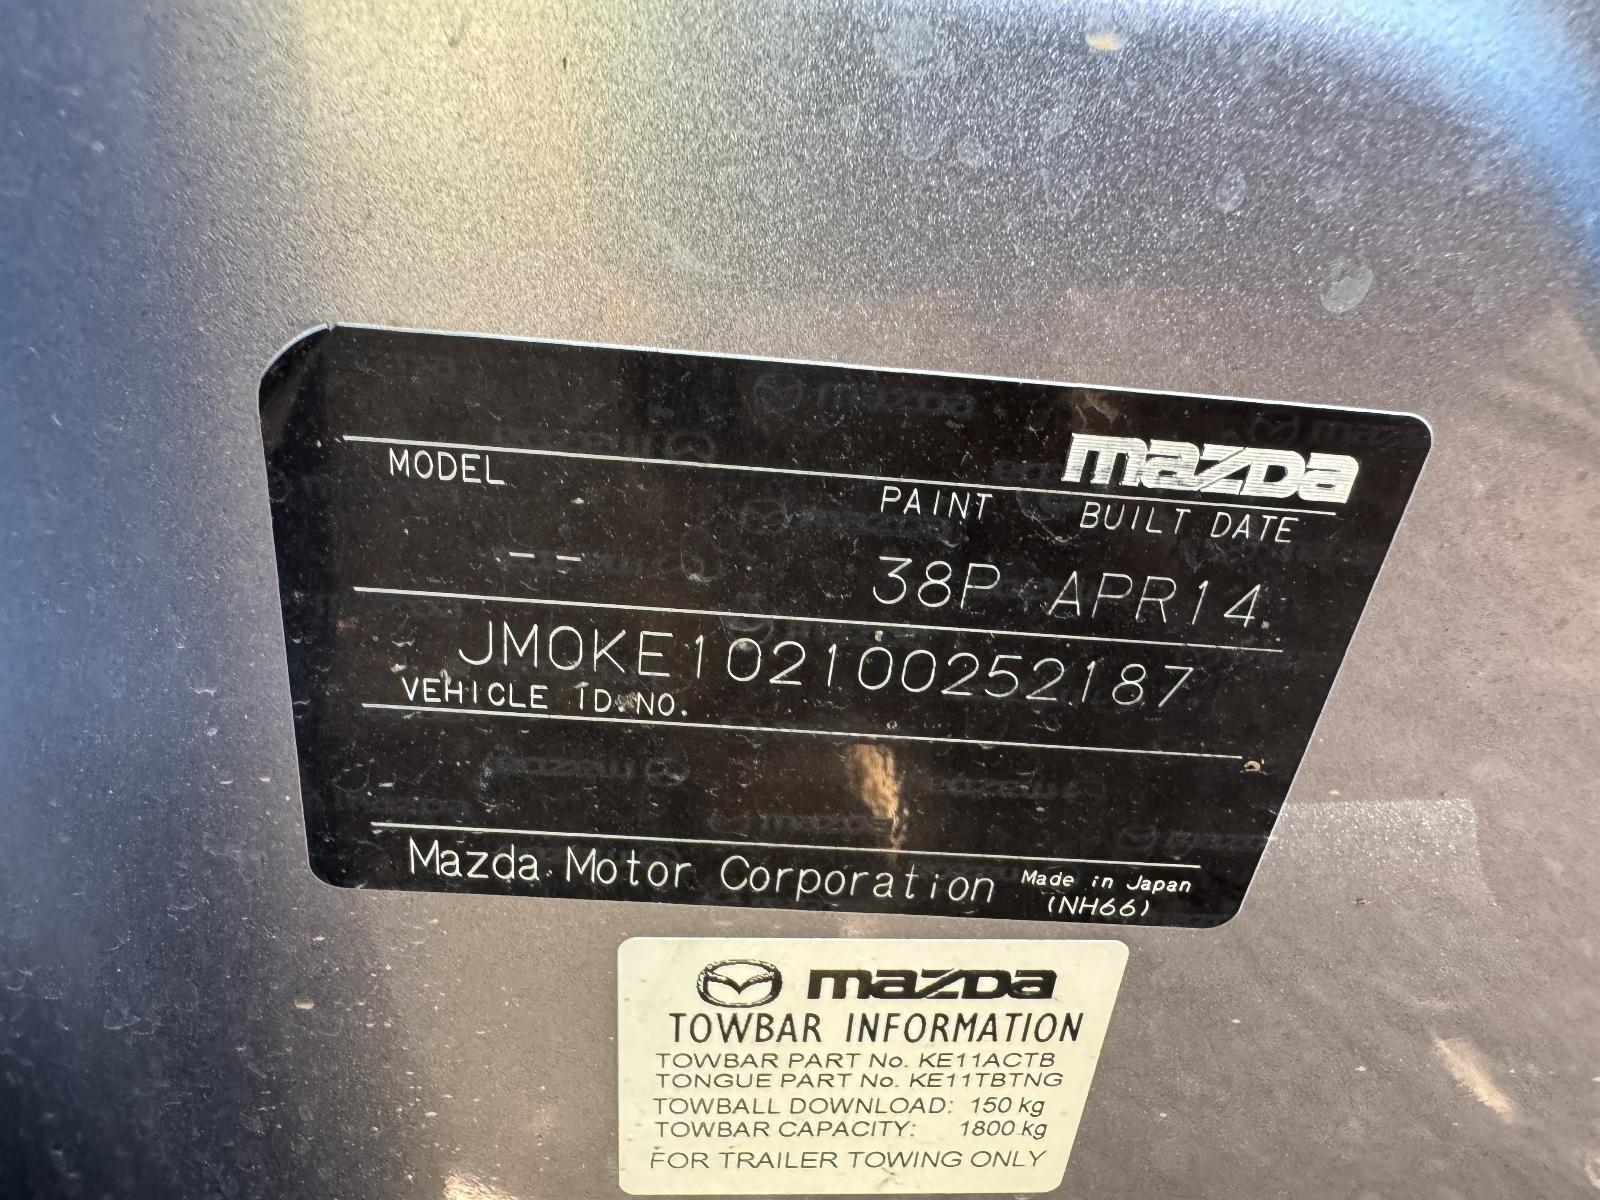 mazda
MODEL PAINT BUILT DATE
-- 38P APR14
JM0KE102100252187
VEHICLE ID.NO.
Mazda Motor Corporation Made in Japan
(NH66)
mazda
TOWBAR INFORMATION
TOWBAR PART No. KE11ACTB
TONGUE PART No. KE11TBTNG
TOWBALL DOWNLOAD: 150 kg
TOWBAR CAPACITY: 1800 kg
FOR TRAILER TOWING ONLY